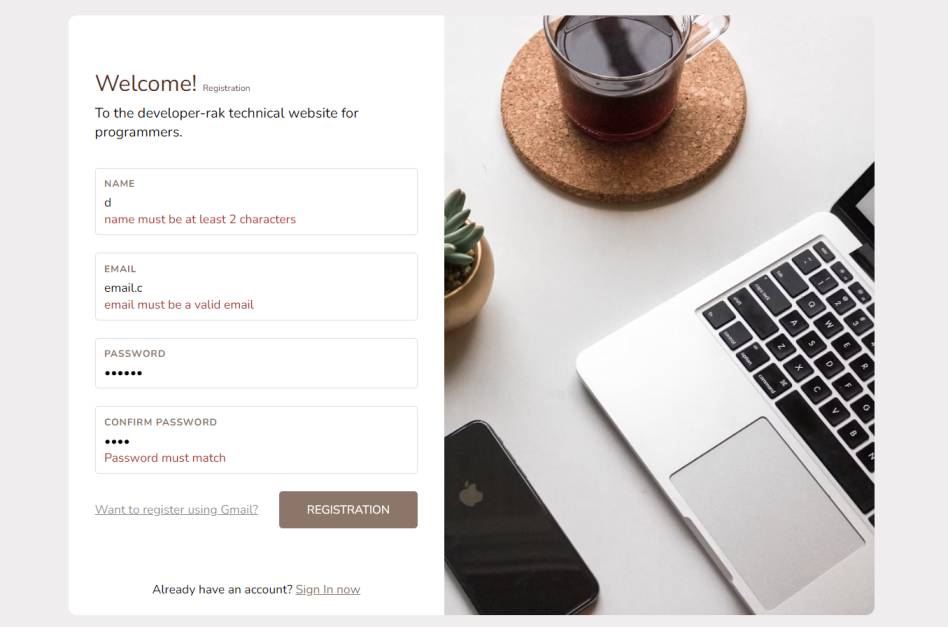 Welcome! Registration
To the developer-rak technical website for
programmers.
NAME
d
name must be at least 2 characters
EMAIL
email.c
email must be a valid email
PASSWORD
••••••
CONFIRM PASSWORD
••••
Password must match
Want to register using Gmail? REGISTRATION
Already have an account? Sign In now